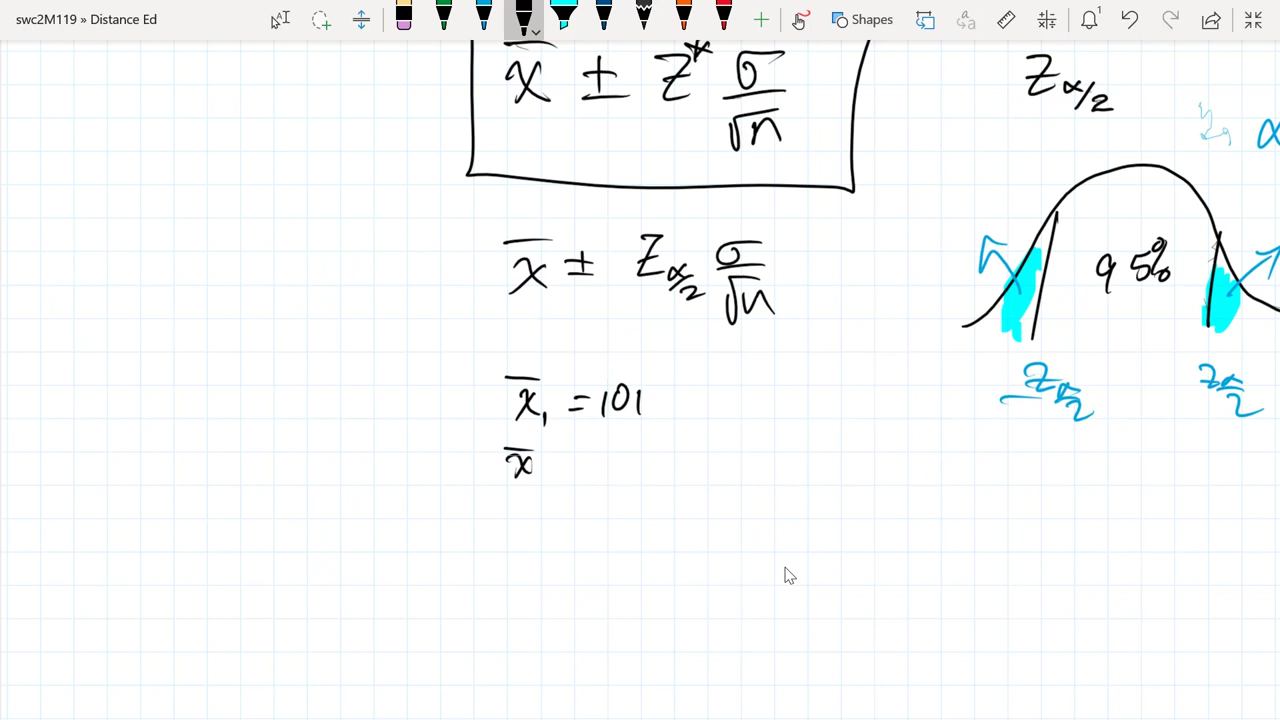 swc2M119 » Distance Ed
Shapes
x̄ ± Z* σ/√n
Z α/2
α
95%
x̄ ± Z α/2 σ/√n
-Z α/2
Z α/2
x̄₁ = 101
x̄